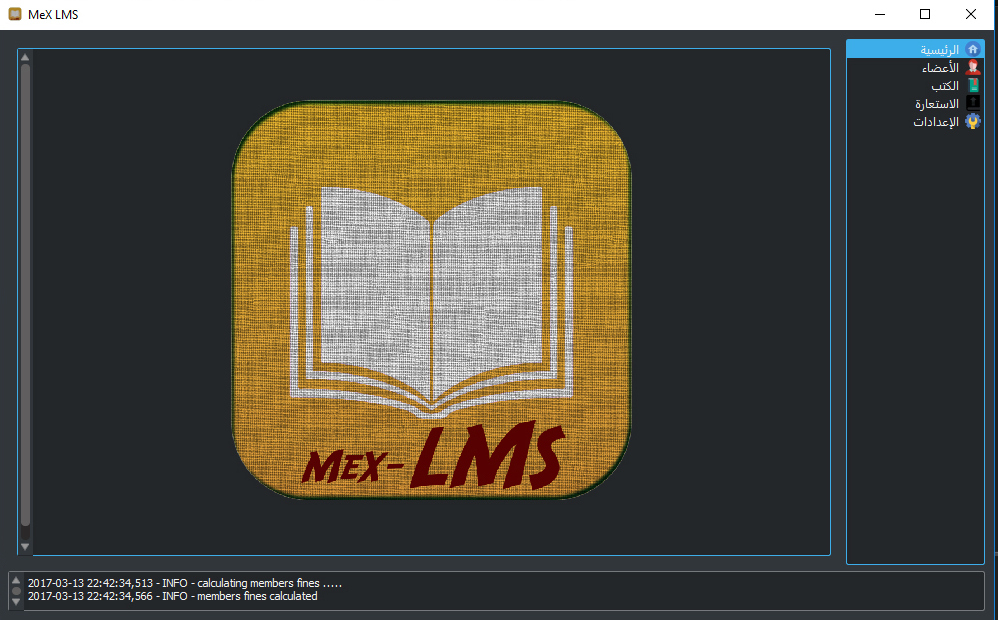 MeX LMS
الرئيسية
الأعضاء
الكتب
الاستعارة
الإعدادات
MEX-LMS
2017-03-13 22:42:34,513 - INFO - calculating members fines .....
2017-03-13 22:42:34,566 - INFO - members fines calculated